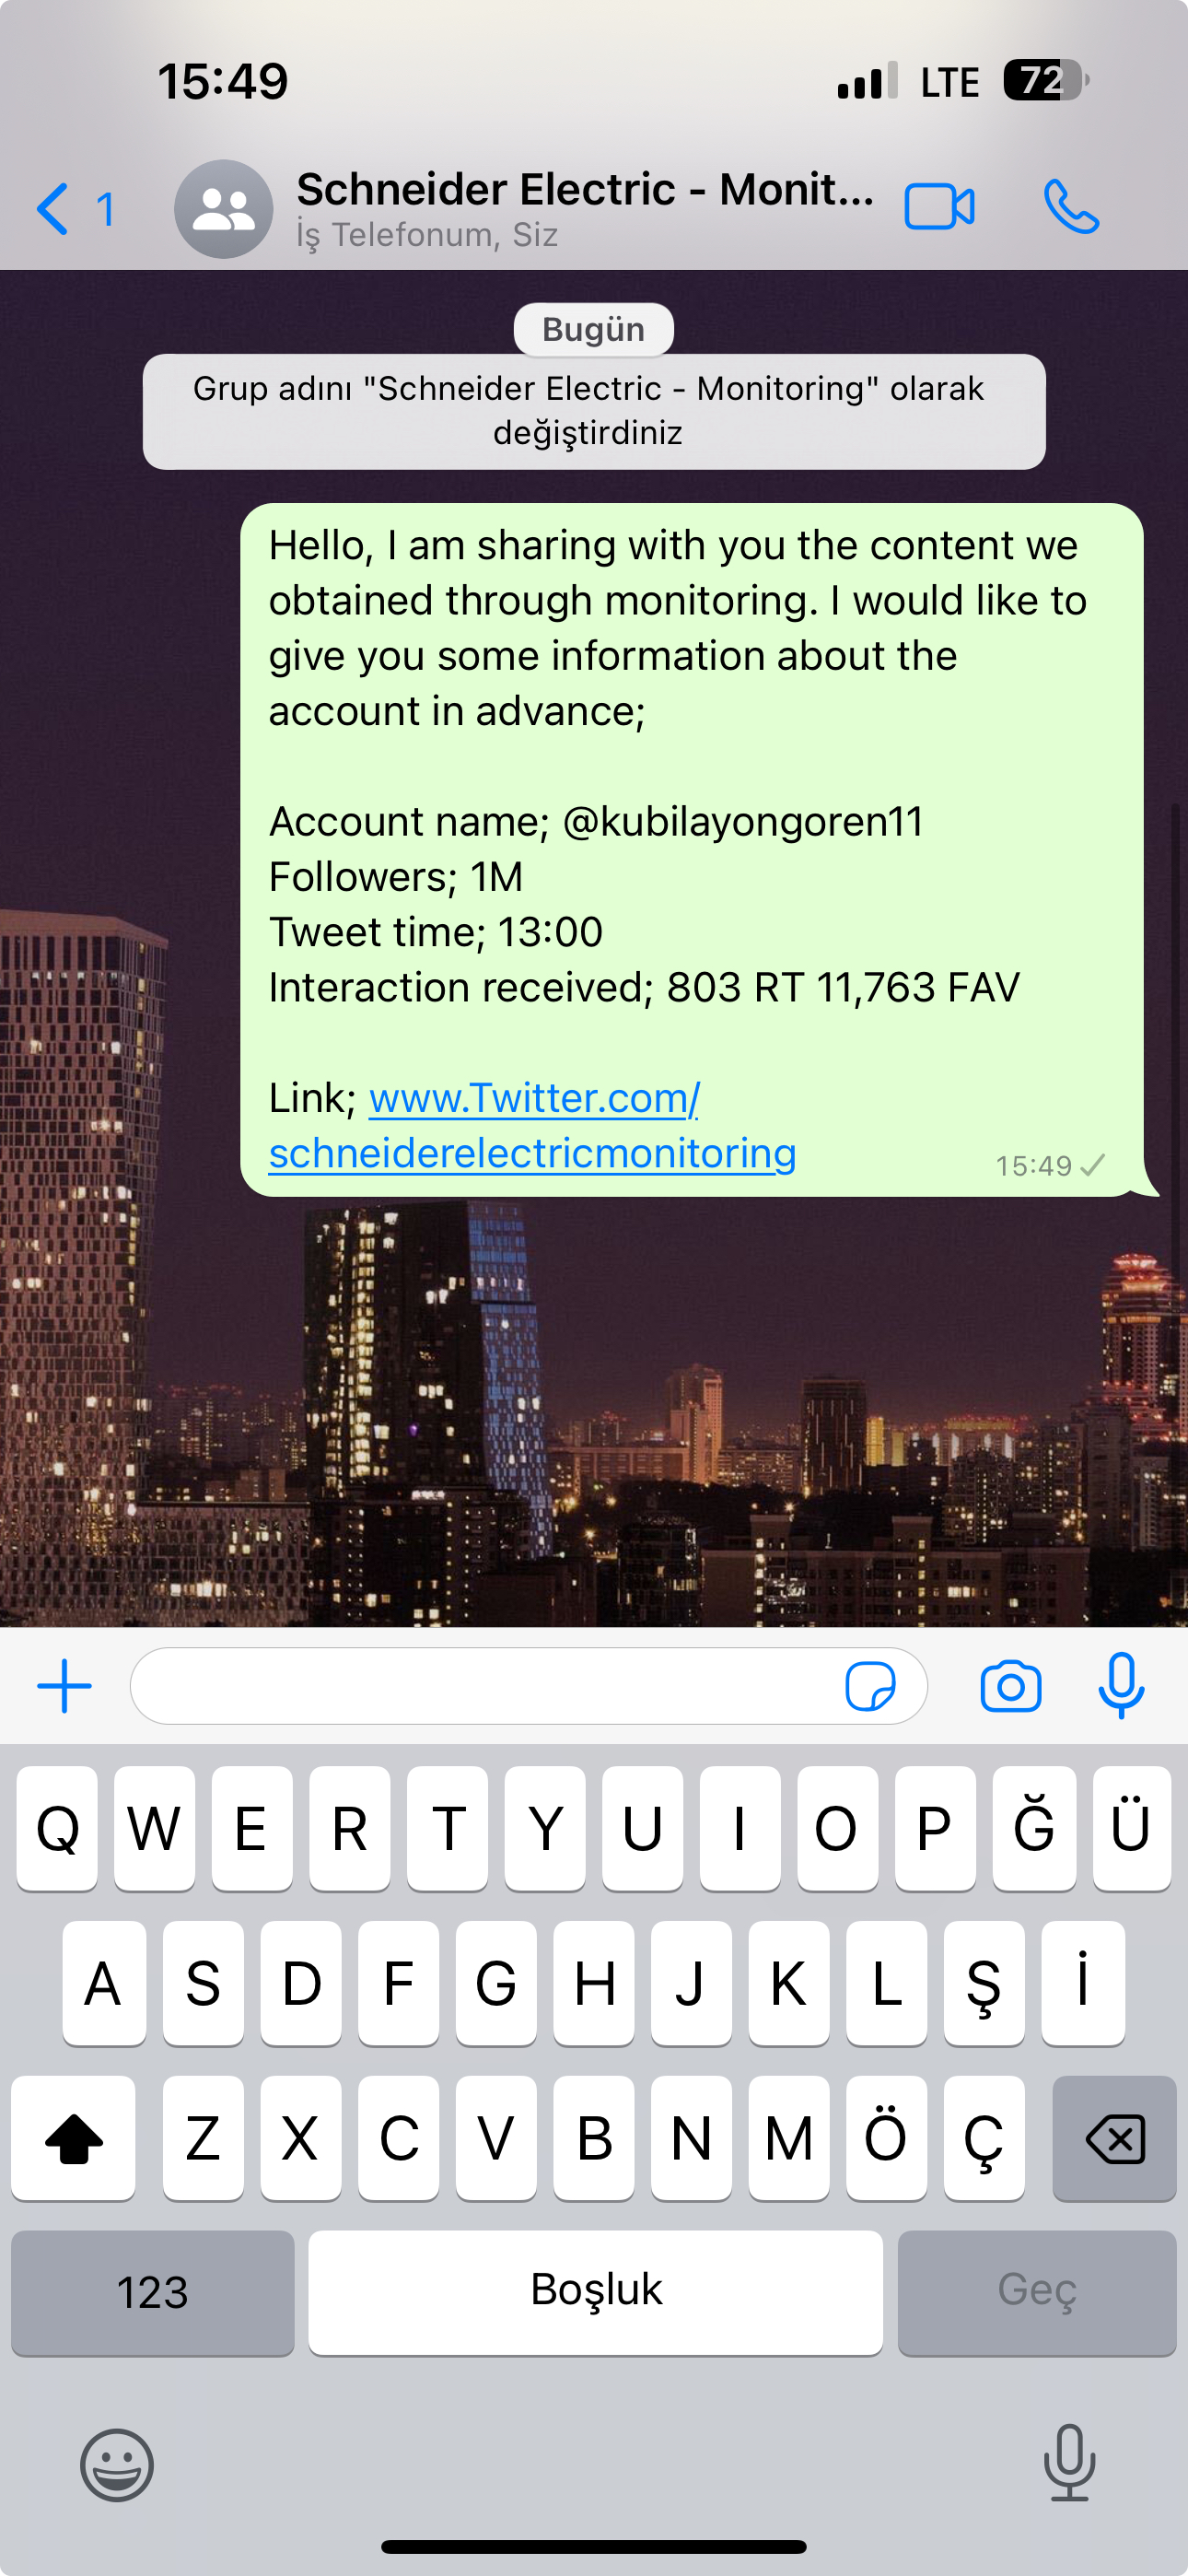 15:49
LTE 72
1
Schneider Electric - Monit...
İş Telefonum, Siz
Bugün
Grup adını "Schneider Electric - Monitoring" olarak
değiştirdiniz
Hello, I am sharing with you the content we
obtained through monitoring. I would like to
give you some information about the
account in advance;
Account name; @kubilayongoren11
Followers; 1M
Tweet time; 13:00
Interaction received; 803 RT 11,763 FAV
Link; www.Twitter.com/
schneiderelectricmonitoring
15:49
Q W E R T Y U I O P Ğ Ü
A S D F G H J K L Ş İ
Z X C V B N M Ö Ç
123 Boşluk Geç